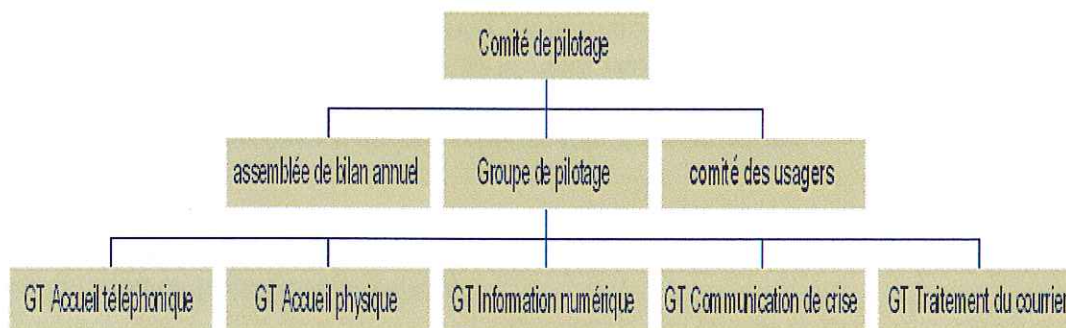 Comité de pilotage
assemblée de bilan annuel
Groupe de pilotage
comité des usagers
GT Accueil téléphonique
GT Accueil physique
GT Information numérique
GT Communication de crise
GT Traitement du courrier